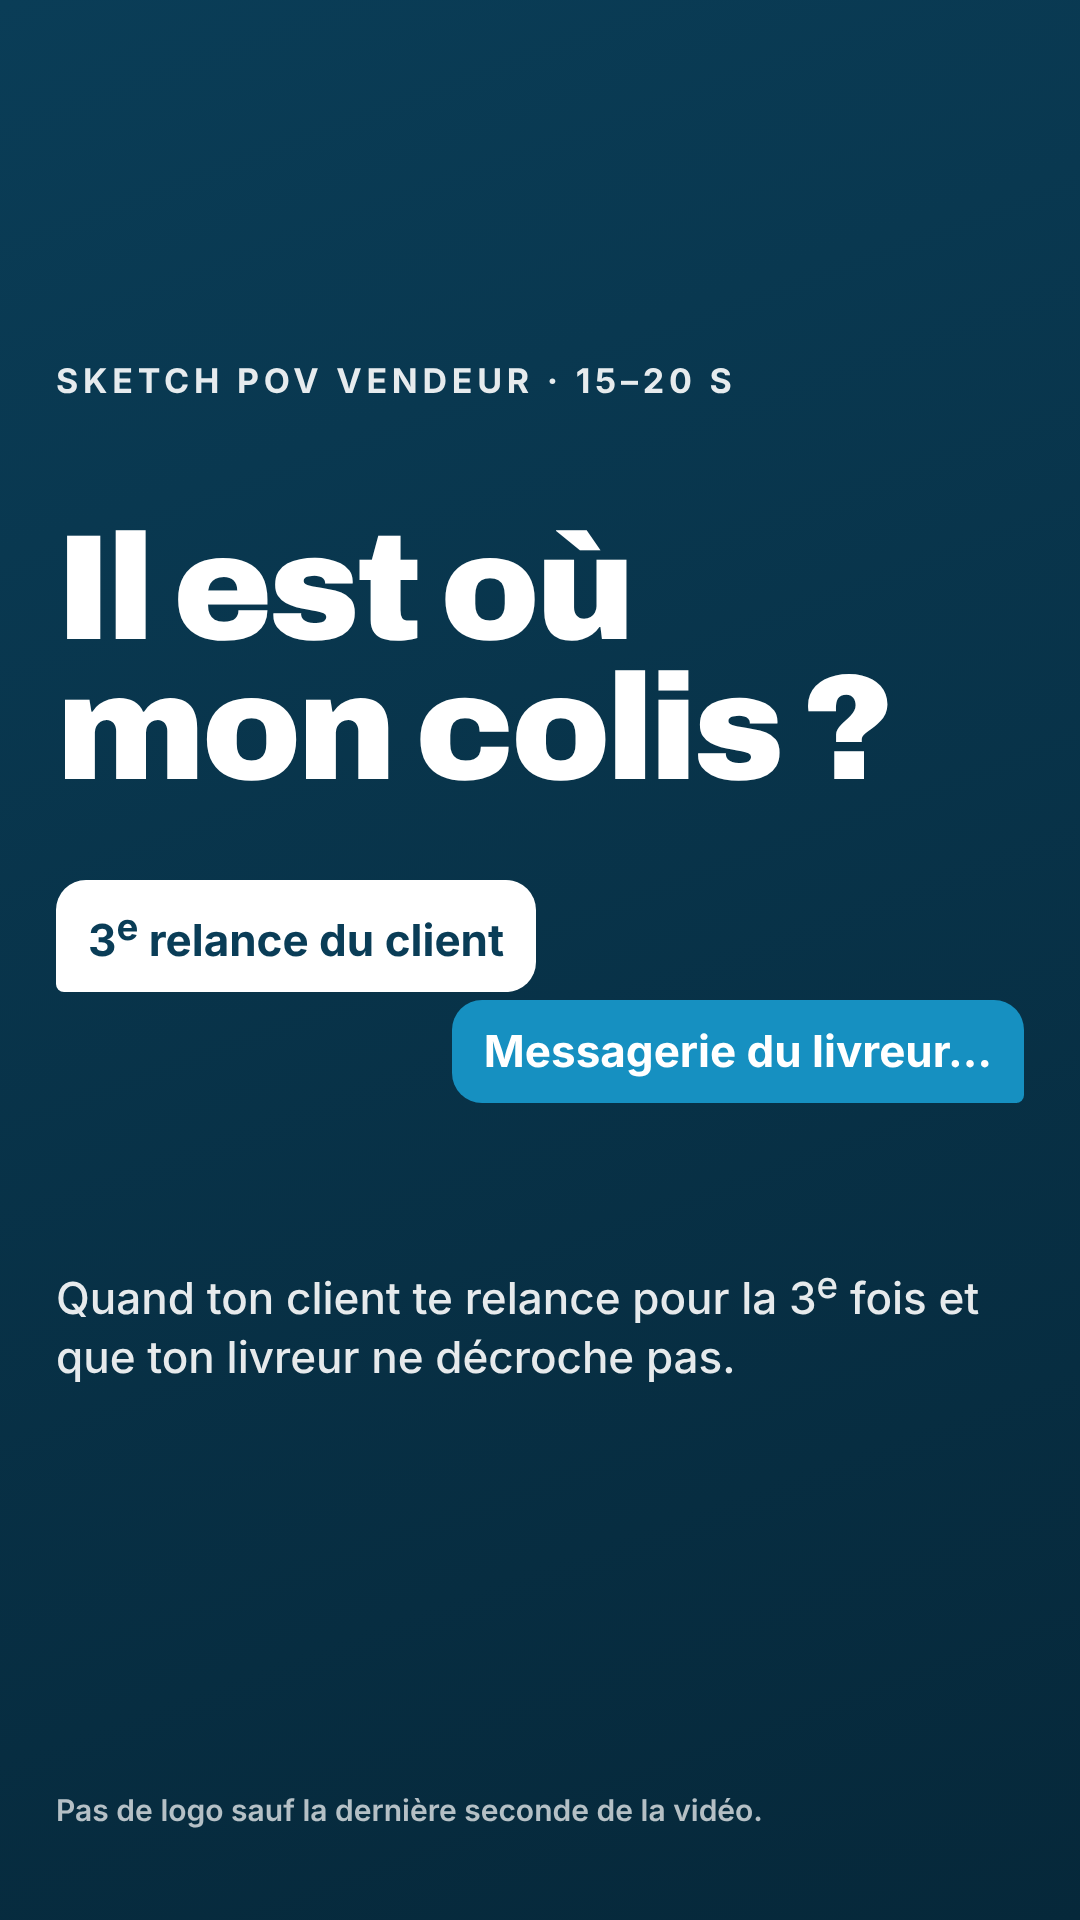 SKETCH POV VENDEUR · 15–20 S
Il est où
mon colis ?
3e relance du client
Messagerie du livreur...
Quand ton client te relance pour la 3e fois et
que ton livreur ne décroche pas.
Pas de logo sauf la dernière seconde de la vidéo.